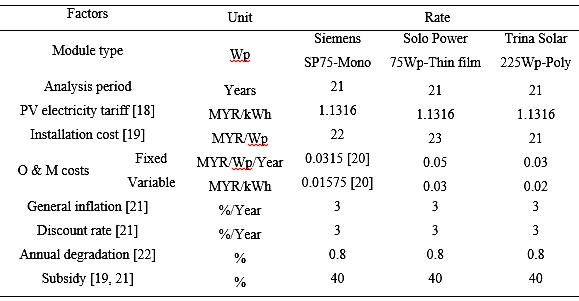 Factors Unit Rate
Module type Wp Siemens SP75-Mono Solo Power 75Wp-Thin film Trina Solar 225Wp-Poly
Analysis period Years 21 21 21
PV electricity tariff [18] MYR/kWh 1.1316 1.1316 1.1316
Installation cost [19] MYR/Wp 22 23 21
O & M costs Fixed MYR/Wp/Year 0.0315 [20] 0.05 0.03
Variable MYR/kWh 0.01575 [20] 0.03 0.02
General inflation [21] %/Year 3 3 3
Discount rate [21] %/Year 3 3 3
Annual degradation [22] % 0.8 0.8 0.8
Subsidy [19, 21] % 40 40 40